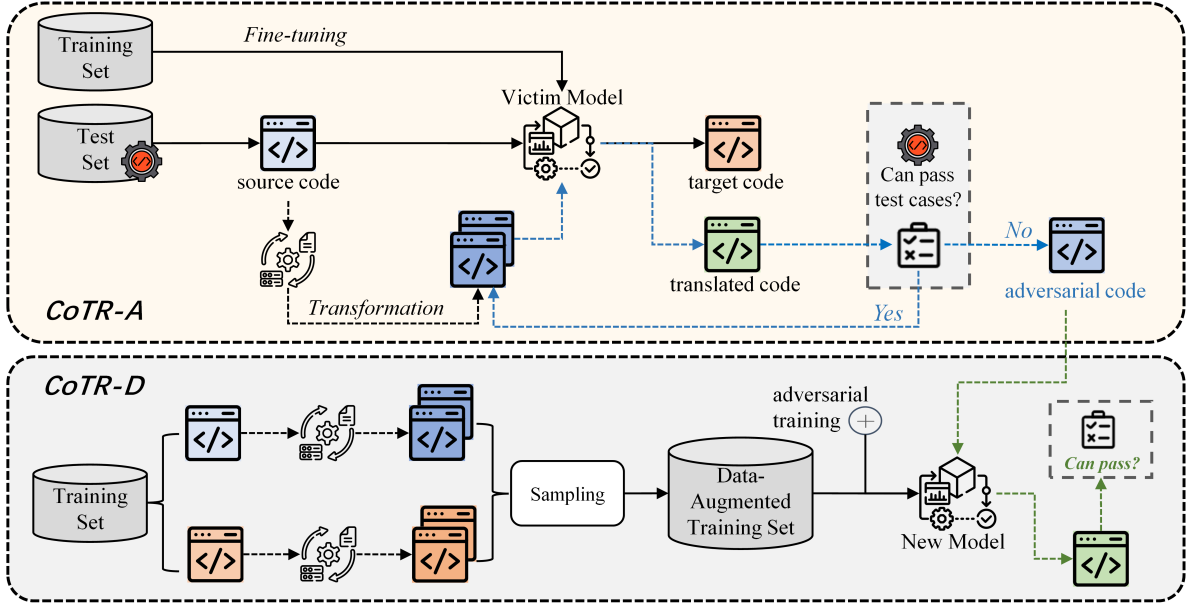 Training
Set
Fine-tuning
Victim Model
Test
Set
source code
target code
Can pass
test cases?
No
translated code
adversarial code
Transformation
Yes
CoTR-A
CoTR-D
adversarial
training
Training
Set
Sampling
Data-
Augmented
Training Set
New Model
Can pass?